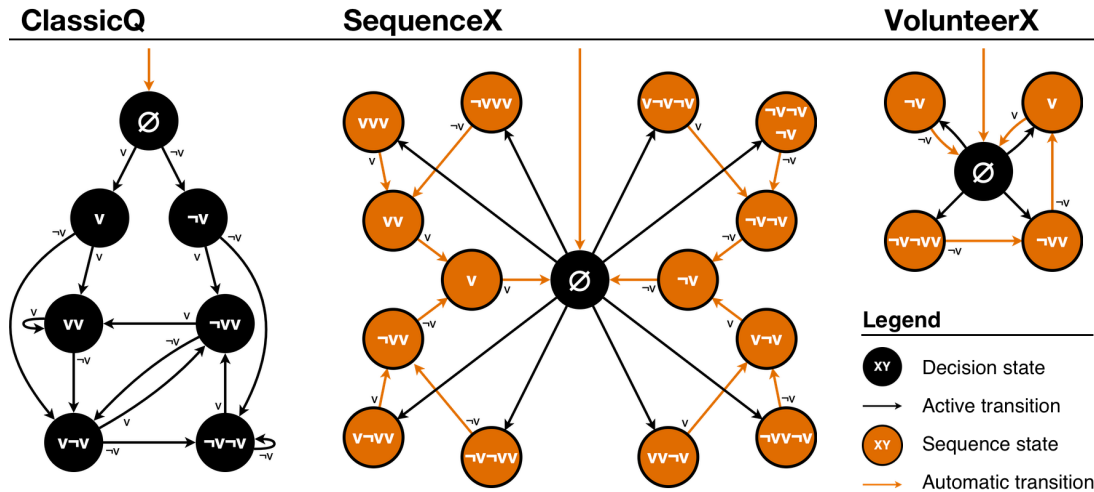 ClassicQ
SequenceX
VolunteerX
∅
v
¬v
v
¬v
¬v
v
v
¬v
vv
¬vv
v
v
¬v
¬v
v¬v
¬v¬v
v
¬v
v
¬v
vvv
¬vvv
v¬v¬v
¬v¬v
¬v
v
¬v
v
¬v
vv
¬v¬v
v
¬v
v
∅
¬v
v
¬v
¬vv
v¬v
¬v
v
v¬vv
¬v¬vv
vv¬v
¬vv¬v
v
¬v
v
¬v
¬v
v
¬v
v
∅
¬v¬vv
¬vv
¬v
¬v
Legend
XY Decision state
Active transition
XY Sequence state
Automatic transition